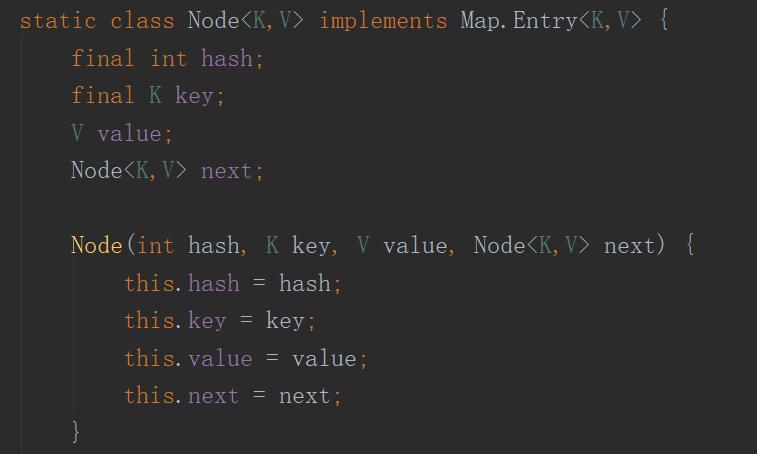 static class Node<K,V> implements Map.Entry<K,V> {
    final int hash;
    final K key;
    V value;
    Node<K,V> next;

    Node(int hash, K key, V value, Node<K,V> next) {
        this.hash = hash;
        this.key = key;
        this.value = value;
        this.next = next;
    }